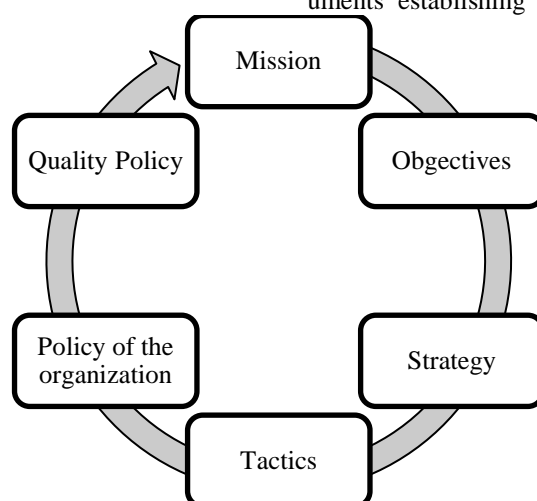 uments establishing
Mission
Quality Policy
Obgectives
Policy of the
organization
Strategy
Tactics